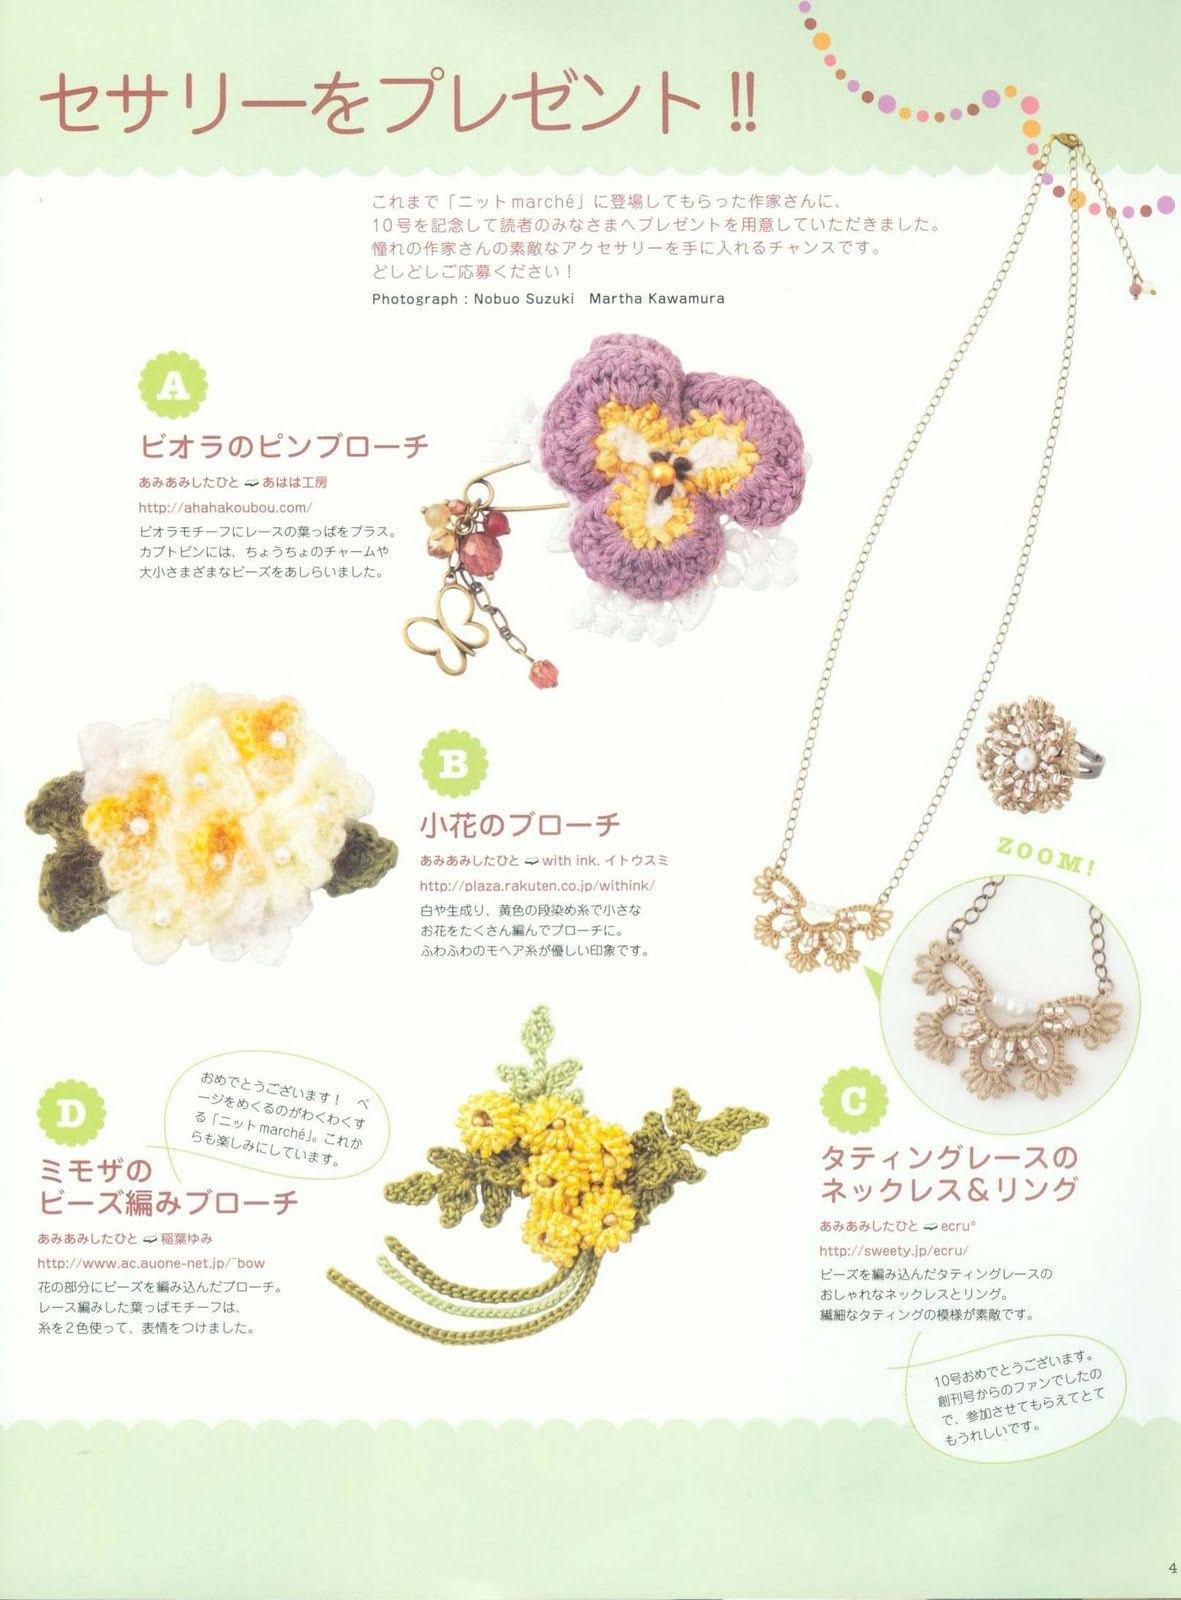 セサリーをプレゼント!!
これまで「ニットmarché」に登場してもらった作家さんに、
10号を記念して読者のみなさまへプレゼントを用意していただきました。
憧れの作家さんの素敵なアクセサリーを手に入れるチャンスです。
どしどしご応募ください！
Photograph : Nobuo Suzuki　Martha Kawamura
A
ビオラのピンブローチ
あみあみしたひと ➫ あはは工房
http://ahahakoubou.com/
ビオラモチーフにレースの葉っぱをプラス。
カブトピンには、ちょうちょのチャームや
大小さまざまなビーズをあしらいました。
B
小花のブローチ
あみあみしたひと ➫ with ink. イトウスミ
http://plaza.rakuten.co.jp/withink/
白や生成り、黄色の段染め糸で小さな
お花をたくさん編んでブローチに。
ふわふわのモヘア糸が優しい印象です。
ZOOM!
C
タティングレースの
ネックレス＆リング
あみあみしたひと ➫ ecru*
http://sweety.jp/ecru/
ビーズを編み込んだタティングレースの
おしゃれなネックレスとリング。
繊細なタティングの模様が素敵です。
10号おめでとうございます。
創刊号からのファンでしたの
で、参加させてもらえてとて
もうれしいです。
D
ミモザの
ビーズ編みブローチ
あみあみしたひと ➫ 稲葉ゆみ
http://www.ac.auone-net.jp/~bow
花の部分にビーズを編み込んだブローチ。
レース編みした葉っぱモチーフは、
糸を２色使って、表情をつけました。
おめでとうございます！　ペ
ージをめくるのがわくわくす
る「ニットmarché」。これか
らも楽しみにしています。
4